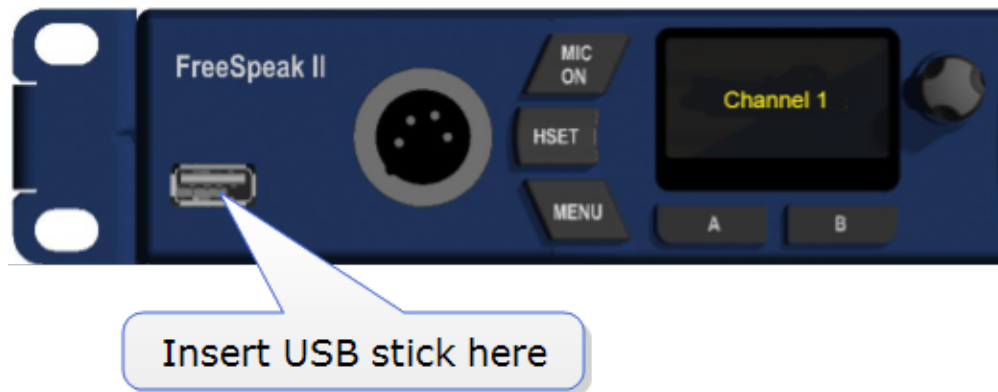 FreeSpeak II
MIC
ON
HSET
MENU
Channel 1
A
B
Insert USB stick here